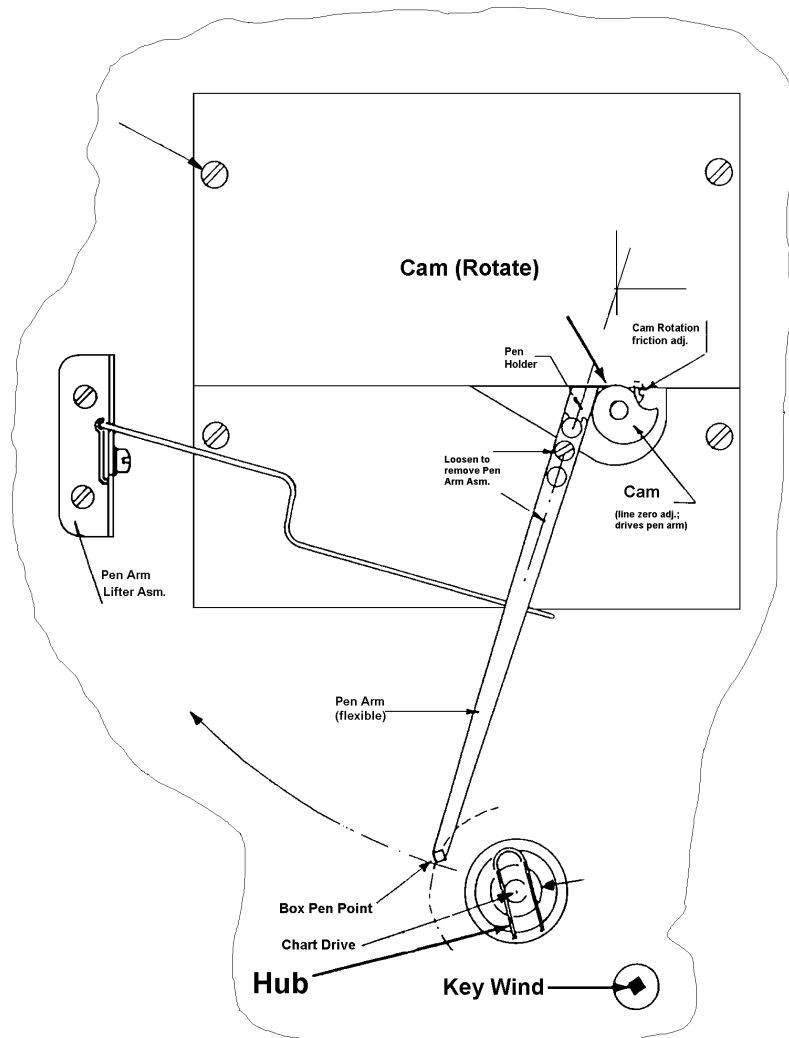 Cam (Rotate)
Cam Rotation
friction adj.
Pen
Holder
Loosen to
remove Pen
Arm Asm.
Cam
(line zero adj.;
drives pen arm)
Pen Arm
Lifter Asm.
Pen Arm
(flexible)
Box Pen Point
Chart Drive
Hub
Key Wind